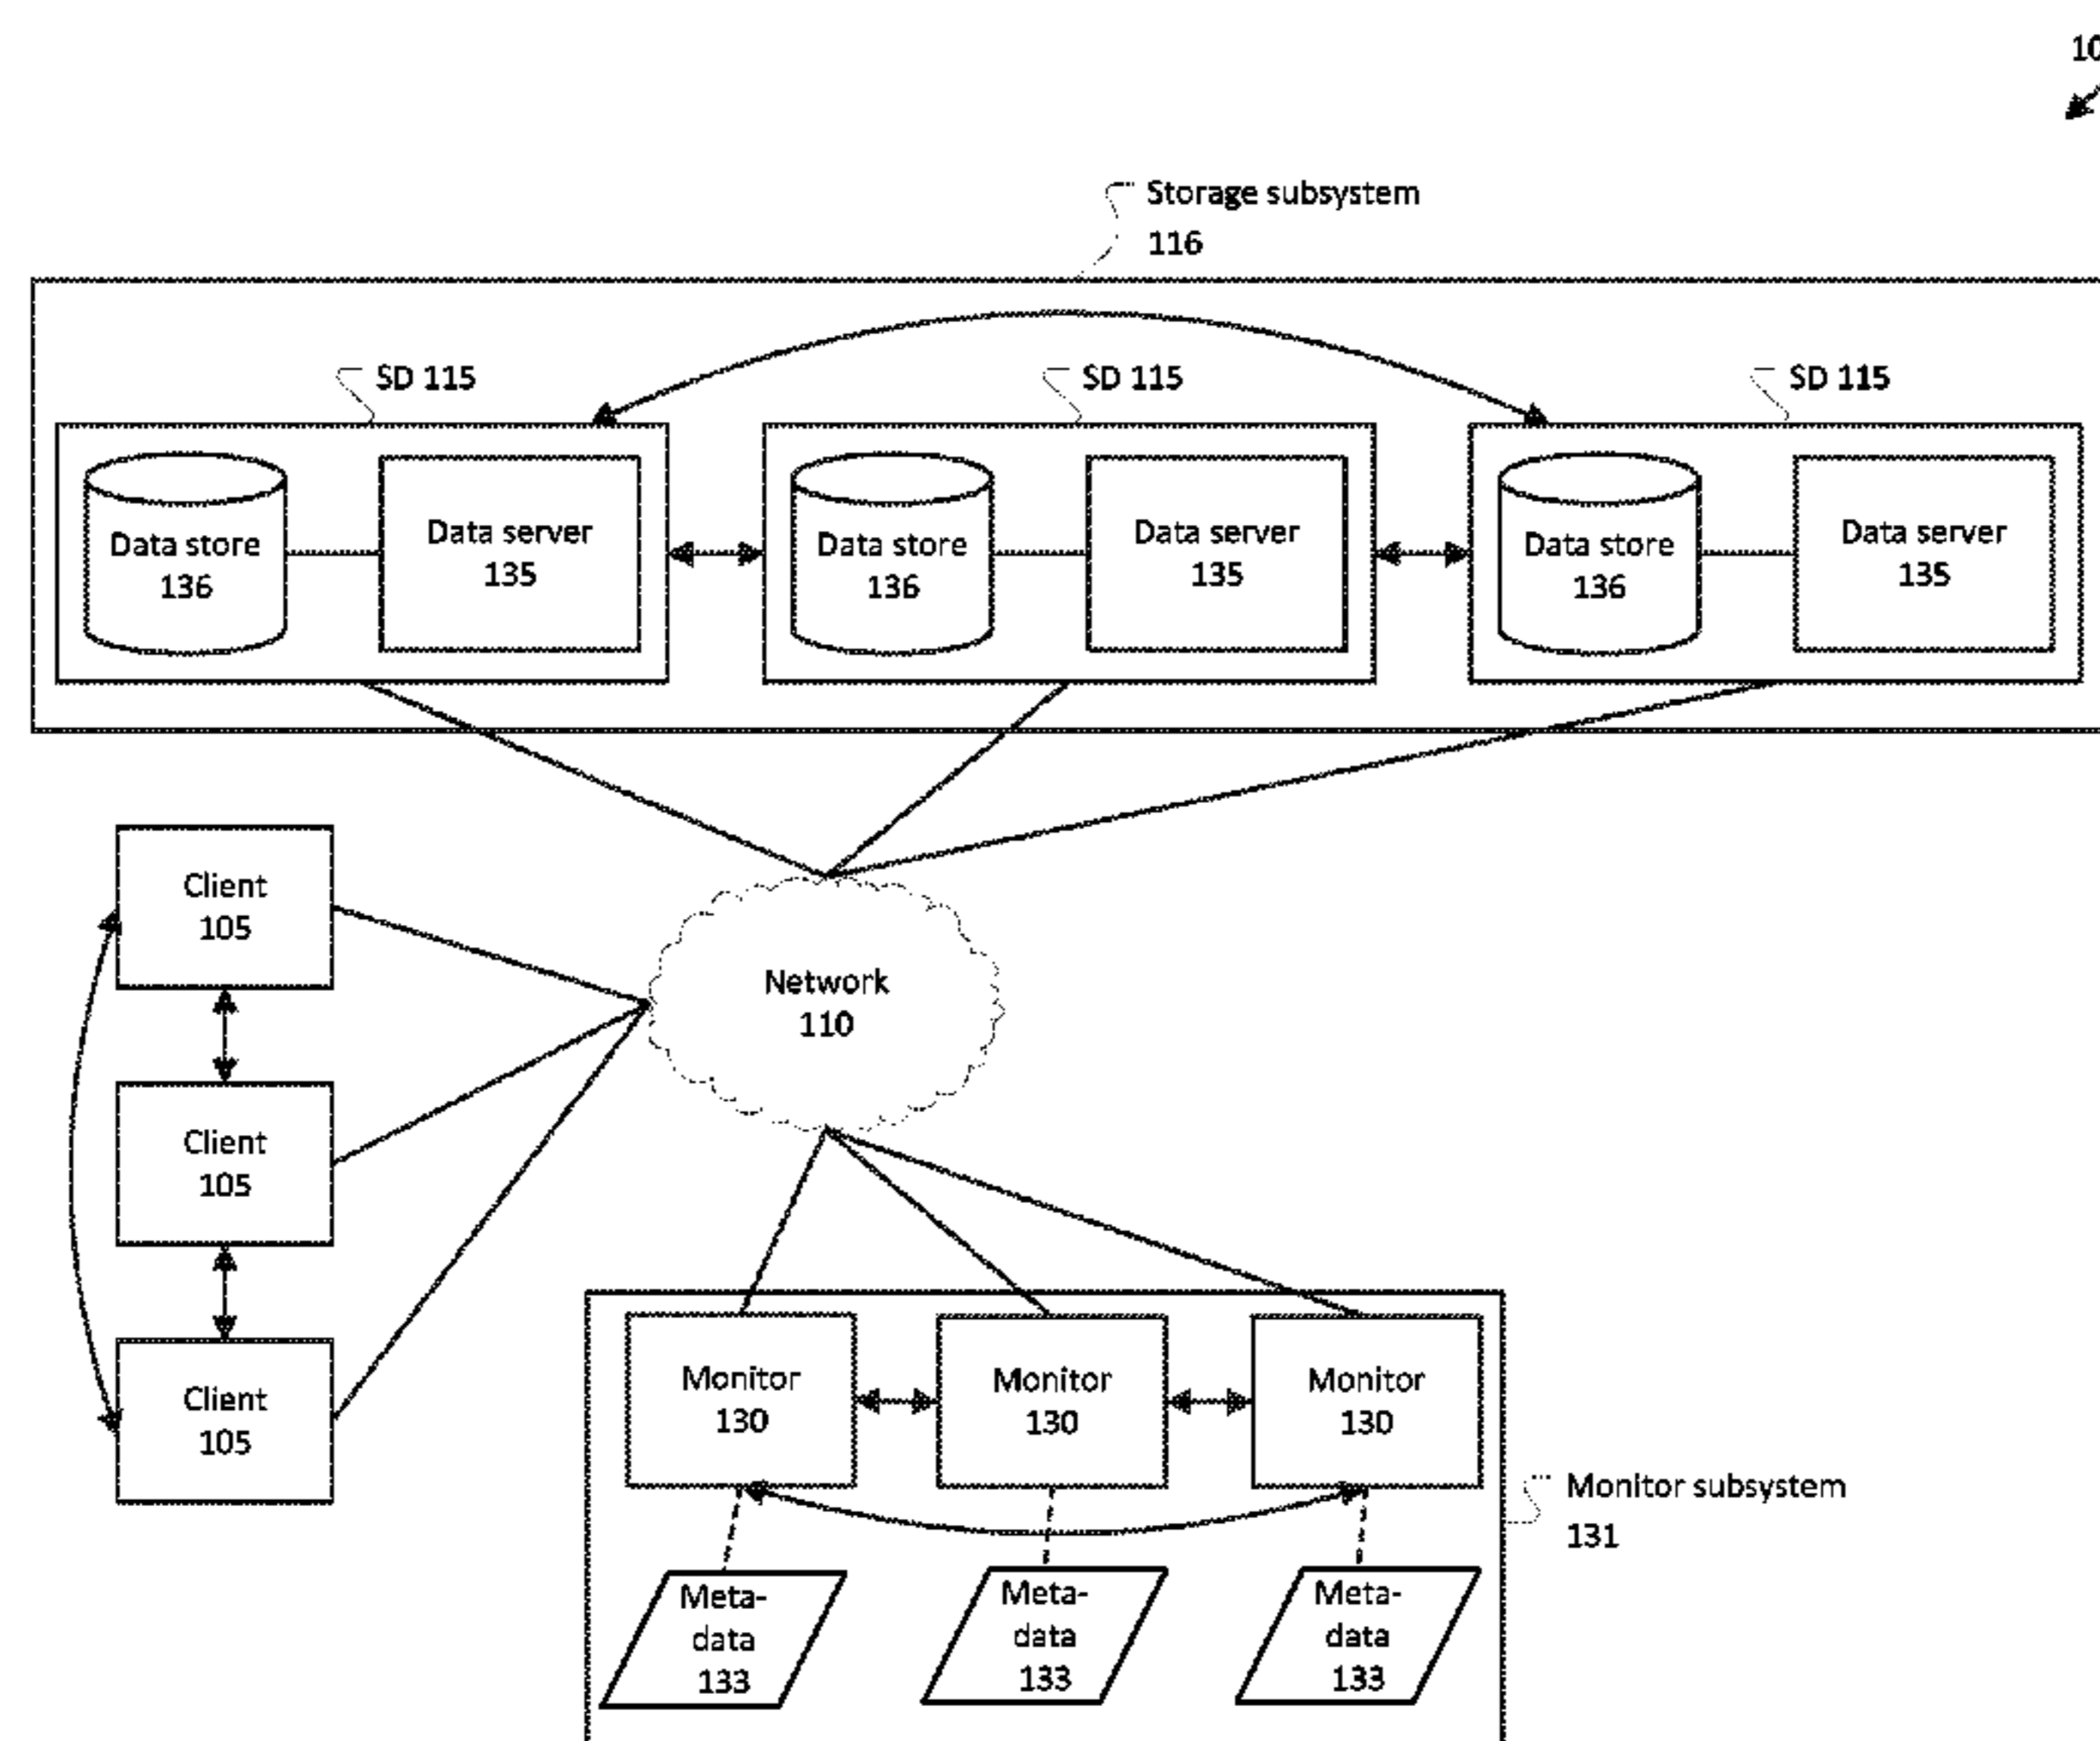 10
Storage subsystem
116
SD 115
SD 115
SD 115
Data store
136
Data server
135
Data store
136
Data server
135
Data store
136
Data server
135
Client
105
Network
110
Client
105
Client
105
Monitor
130
Monitor
130
Monitor
130
Monitor subsystem
131
Meta-
data
133
Meta-
data
133
Meta-
data
133